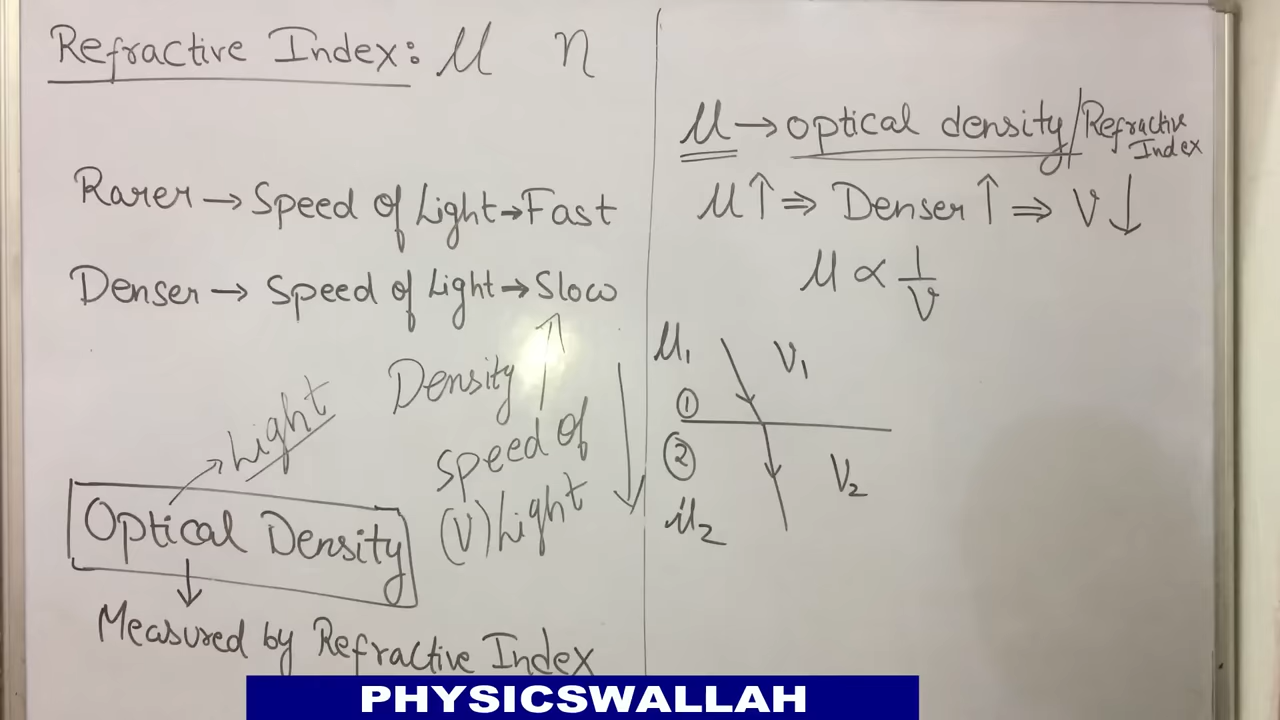 Refractive Index: μ η
Rarer → Speed of Light → Fast
Denser → Speed of Light → Slow
Density ↑
Speed of
(V) Light ↓
Light
Optical Density
Measured by Refractive Index
μ → optical density / Refractive Index
μ↑ ⇒ Denser ↑ ⇒ V↓
μ ∝ 1/V
μ₁ V₁
①
②
V₂
μ₂
PHYSICSWALLAH